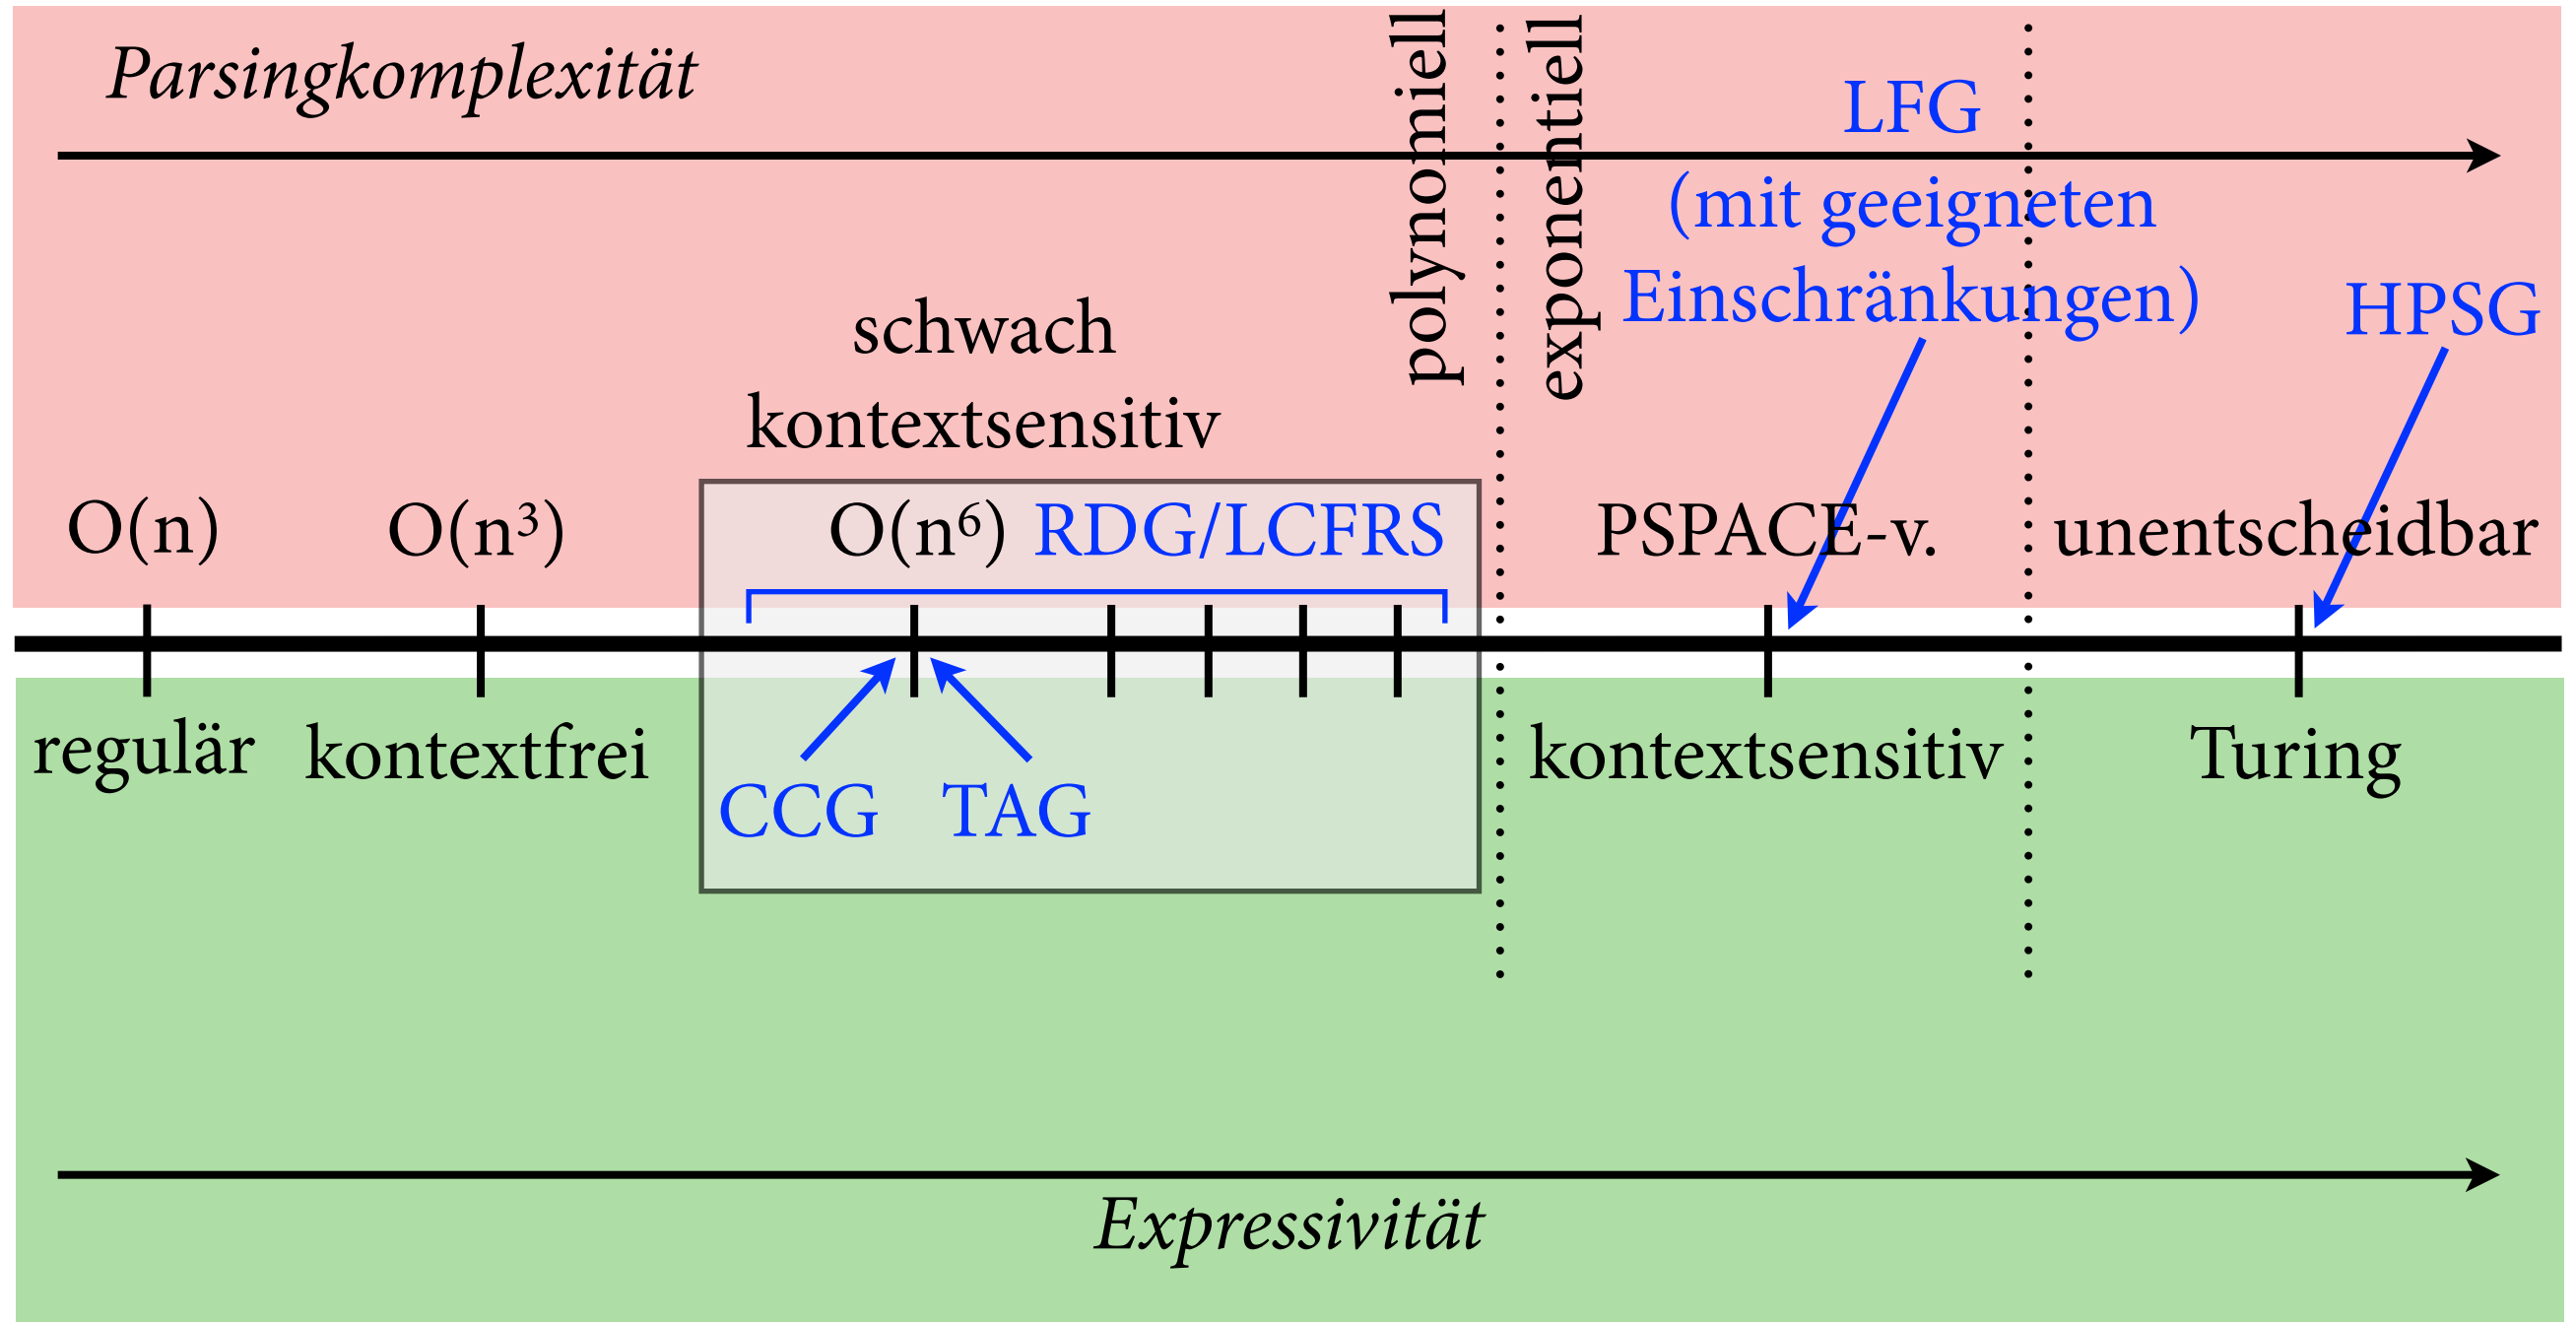 Parsingkomplexität
polynomiell
exponentiell
LFG
(mit geeigneten
Einschränkungen)
HPSG
schwach
kontextsensitiv
O(n)
O(n³)
O(n⁶)
RDG/LCFRS
PSPACE-v.
unentscheidbar
regulär
kontextfrei
CCG
TAG
kontextsensitiv
Turing
Expressivität